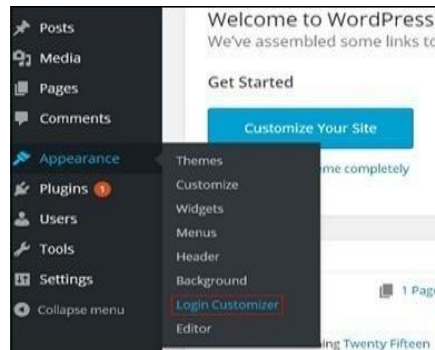 Posts
Media
Pages
Comments
Appearance
Plugins 1
Users
Tools
Settings
Collapse menu
Welcome to WordPress
We've assembled some links to
Get Started
Customize Your Site
me completely
Themes
Customize
Widgets
Menus
Header
Background
Login Customizer
Editor
1 Page
ing Twenty Fifteen